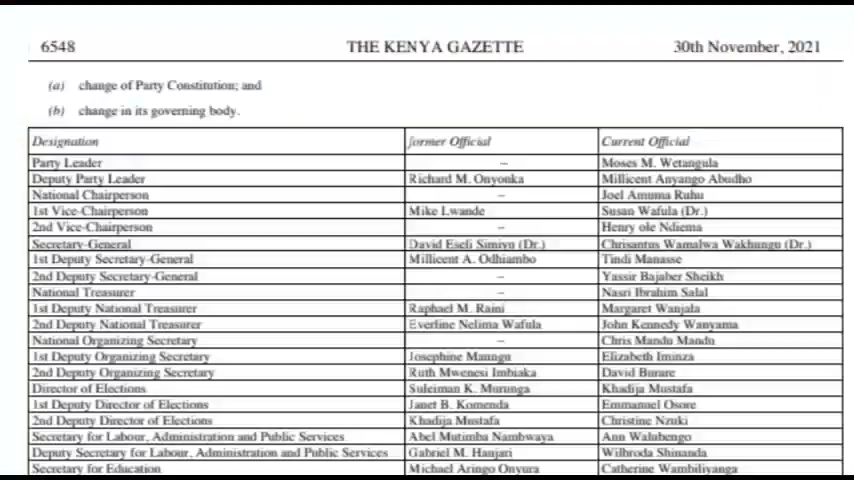 6548 THE KENYA GAZETTE 30th November, 2021
(a) change of Party Constitution; and
(b) change in its governing body.
Designation former Official Current Official
Party Leader – Moses M. Wetangula
Deputy Party Leader Richard M. Onyonka Millicent Anyango Abudho
National Chairperson – Joel Amuma Ruhu
1st Vice-Chairperson Mike Lwande Susan Wafula (Dr.)
2nd Vice-Chairperson – Henry ole Ndiema
Secretary-General David Eseli Simiyu (Dr.) Chrisantus Wamalwa Wakhungu (Dr.)
1st Deputy Secretary-General Millicent A. Odhiambo Tindi Manasse
2nd Deputy Secretary-General – Yassir Bajaber Sheikh
National Treasurer – Nasri Ibrahim Salal
1st Deputy National Treasurer Raphael M. Raini Margaret Wanjala
2nd Deputy National Treasurer Everline Nelima Wafula John Kennedy Wanyama
National Organizing Secretary – Chris Mandu Mandu
1st Deputy Organizing Secretary Josephine Maungu Elizabeth Iminza
2nd Deputy Organizing Secretary Ruth Mwenesi Imbiaka David Burare
Director of Elections Suleiman K. Murunga Khadija Mustafa
1st Deputy Director of Elections Janet B. Komenda Emmanuel Osore
2nd Deputy Director of Elections Khadija Mustafa Christine Nzuki
Secretary for Labour, Administration and Public Services Abel Mutimba Nambwaya Ann Walubengo
Deputy Secretary for Labour, Administration and Public Services Gabriel M. Hanjari Wilbroda Shinanda
Secretary for Education Michael Aringo Onyura Catherine Wambiliyanga